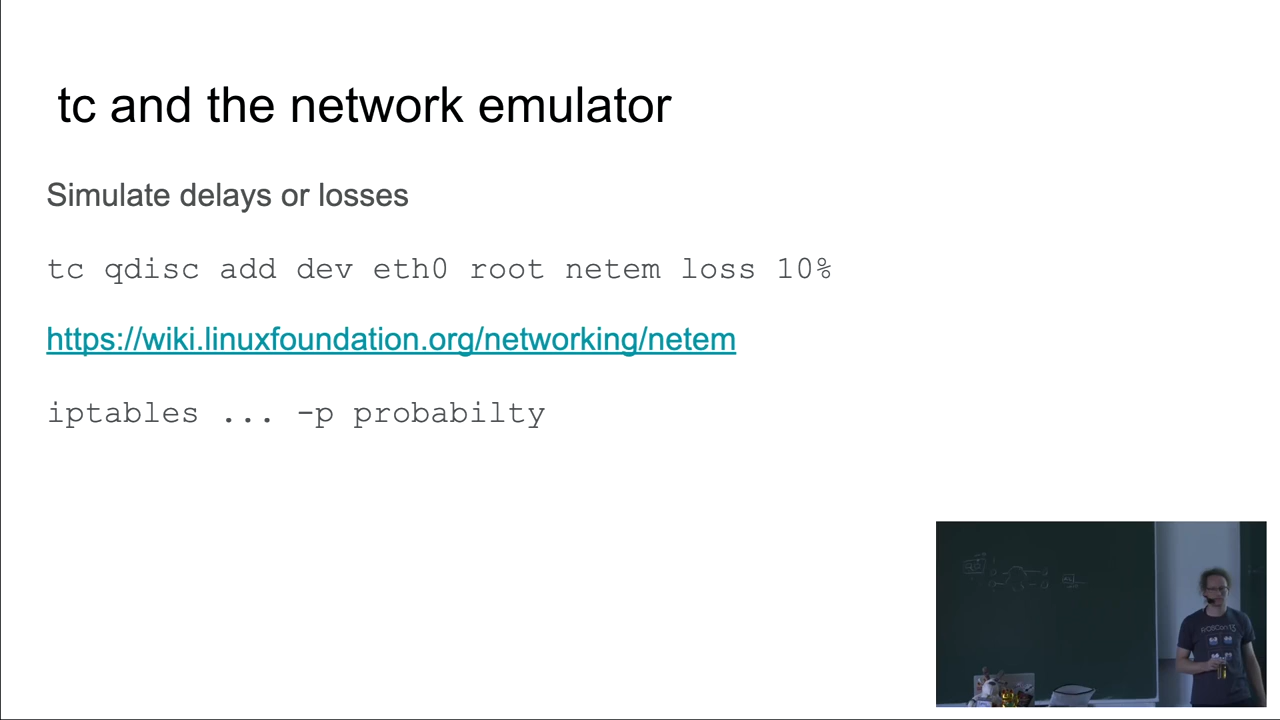 tc and the network emulator
Simulate delays or losses
tc qdisc add dev eth0 root netem loss 10%
https://wiki.linuxfoundation.org/networking/netem
iptables ... -p probabilty